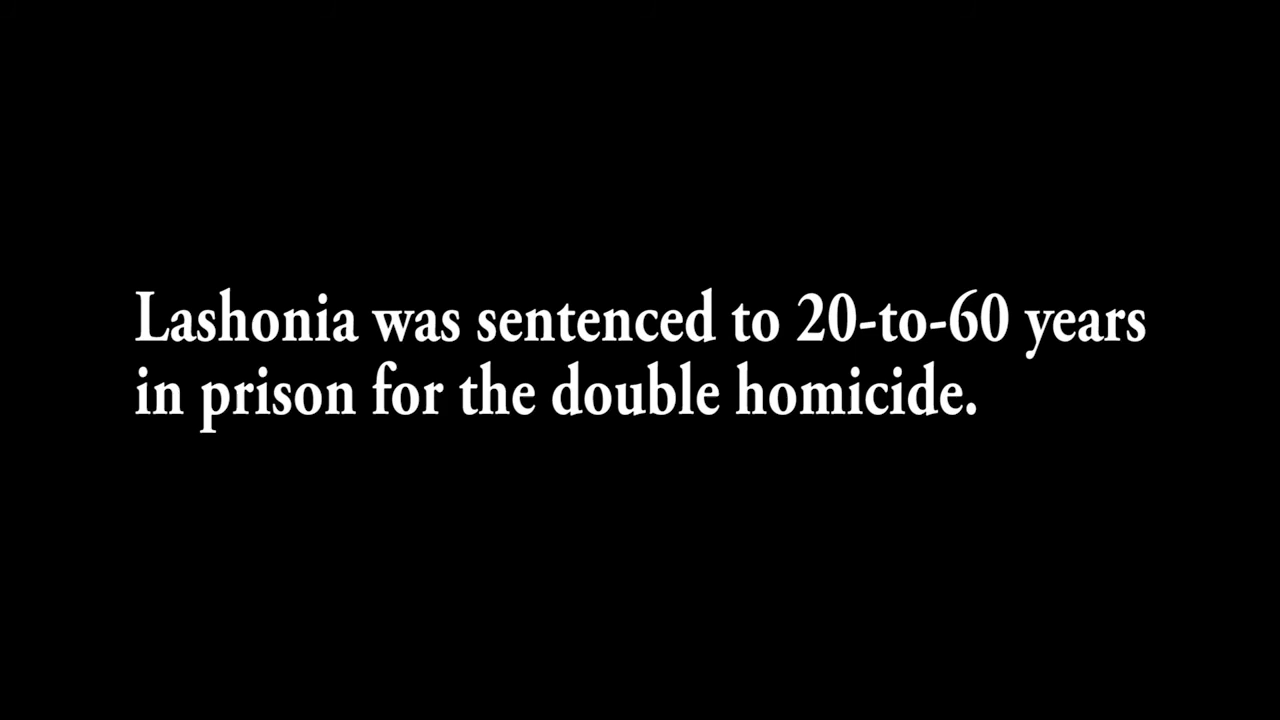 Lashonia was sentenced to 20-to-60 years
in prison for the double homicide.